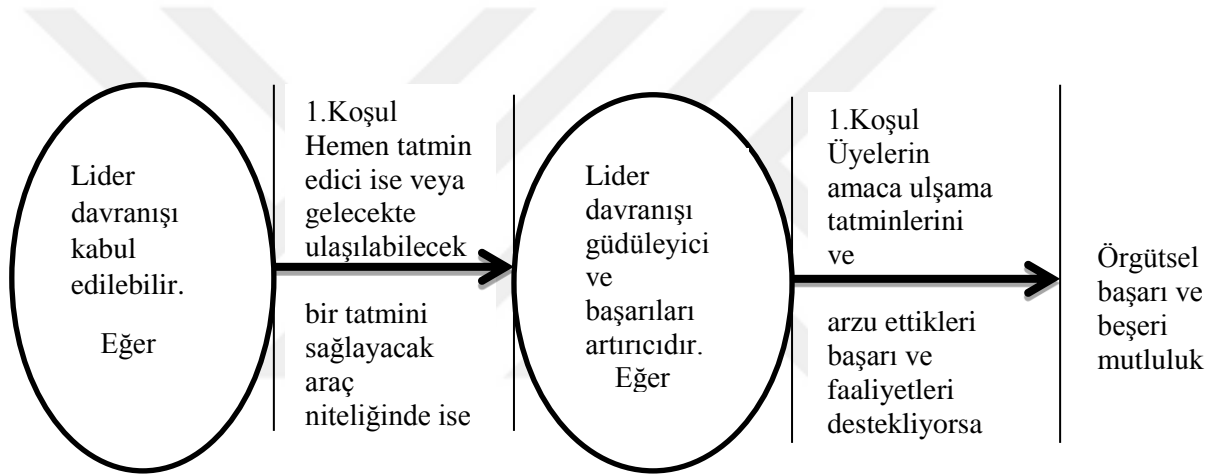 Lider
davranışı
kabul
edilebilir.
Eğer
1.Koşul
Hemen tatmin
edici ise veya
gelecekte
ulaşılabilecek
bir tatmini
sağlayacak
araç
niteliğinde ise
Lider
davranışı
güdüleyici
ve
başarıları
artırıcıdır.
Eğer
1.Koşul
Üyelerin
amaca ulşama
tatminlerini
ve
arzu ettikleri
başarı ve
faaliyetleri
destekliyorsa
Örgütsel
başarı ve
beşeri
mutluluk